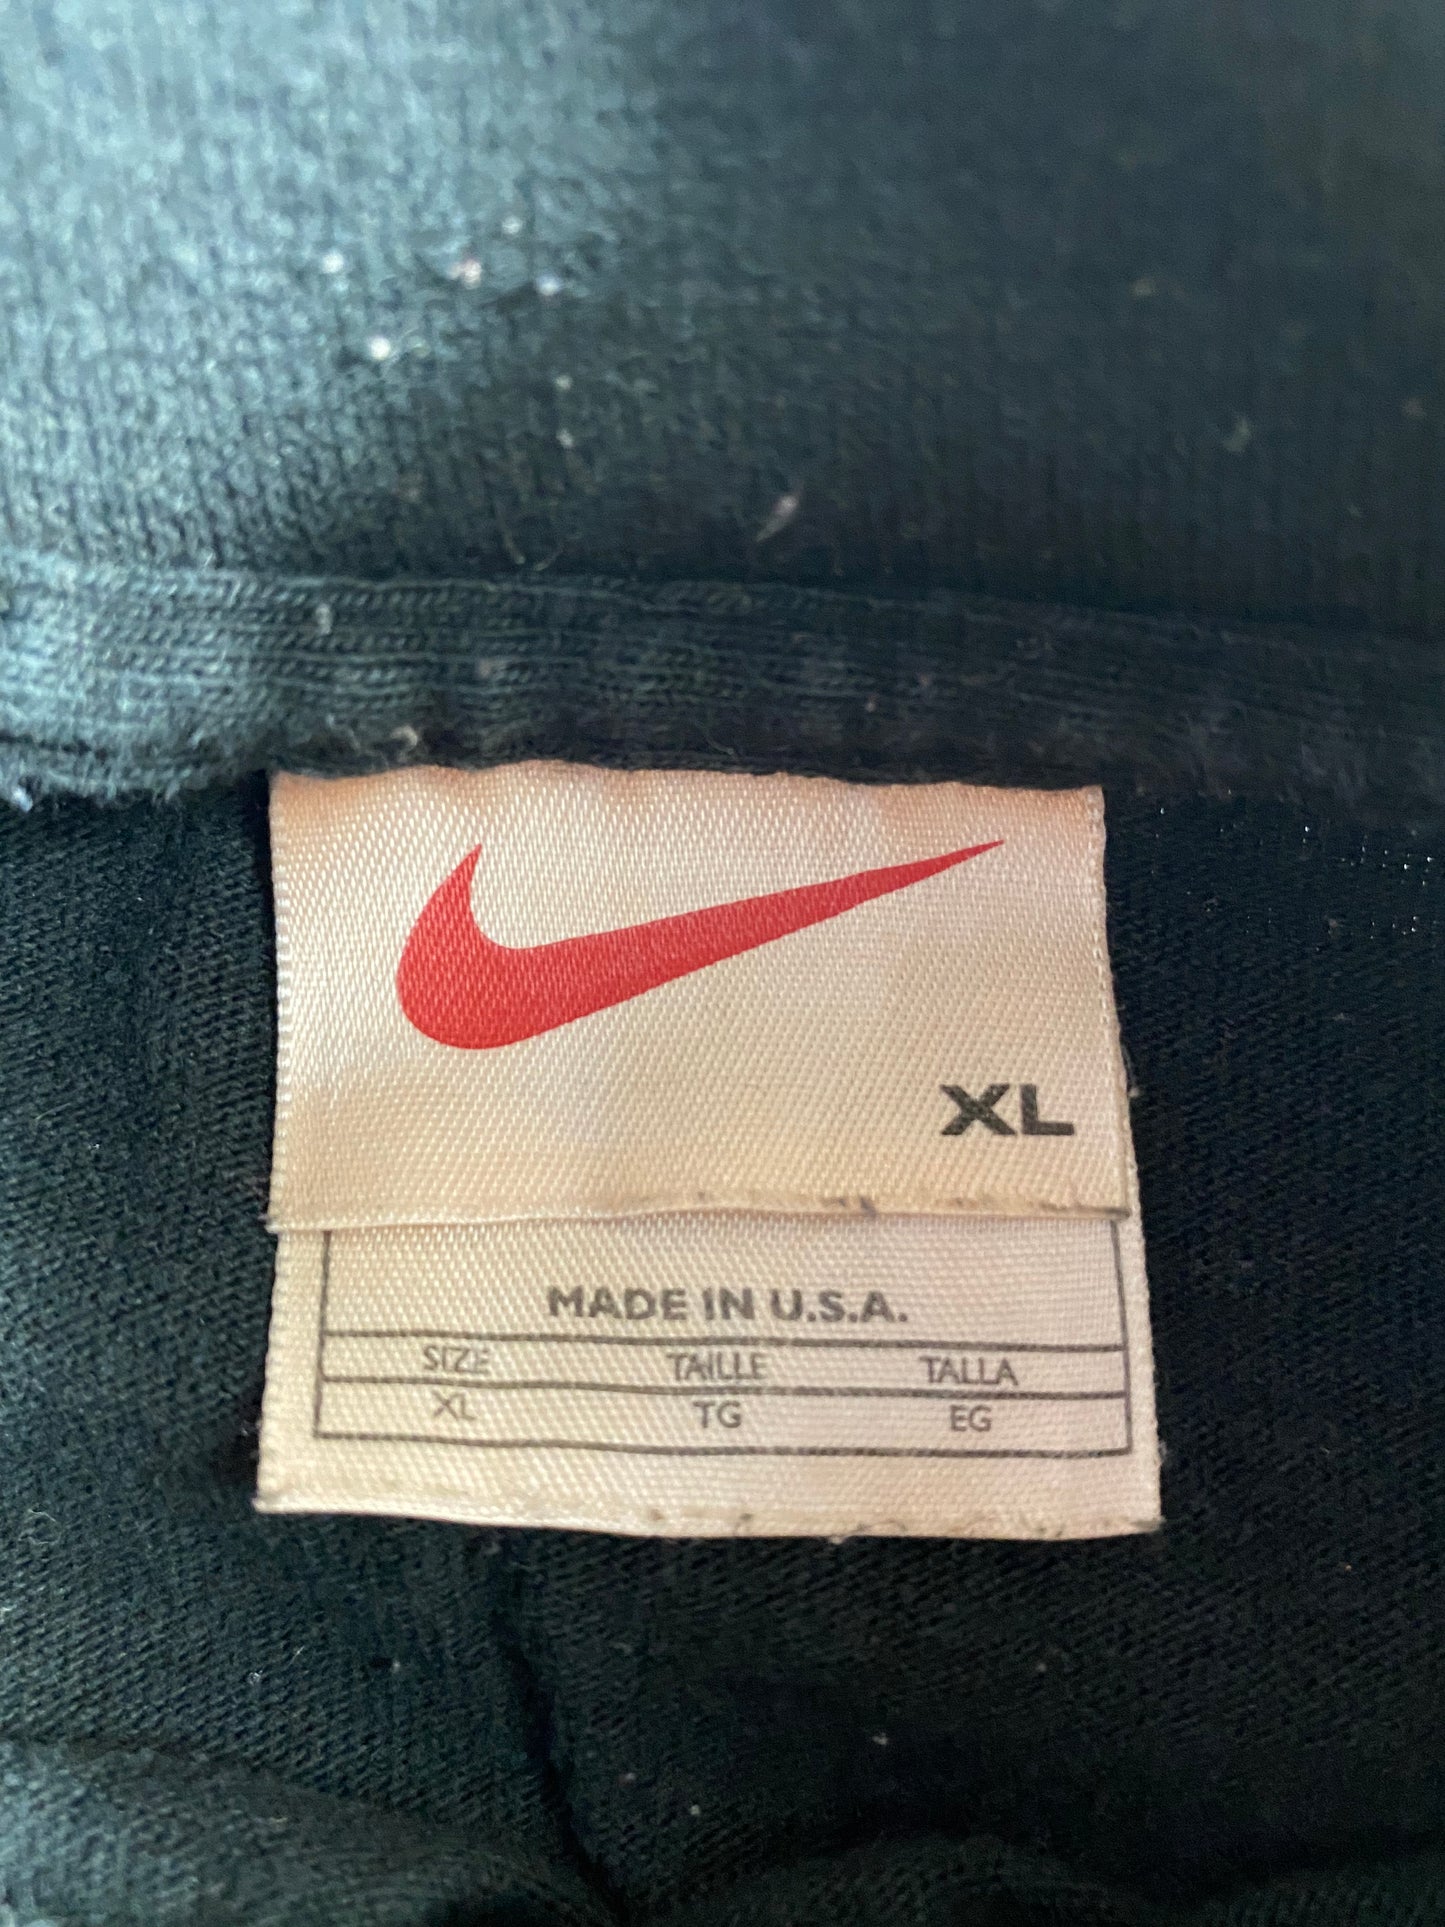 XL
MADE IN U.S.A.
SIZE TAILLE TALLA
XL TG EG